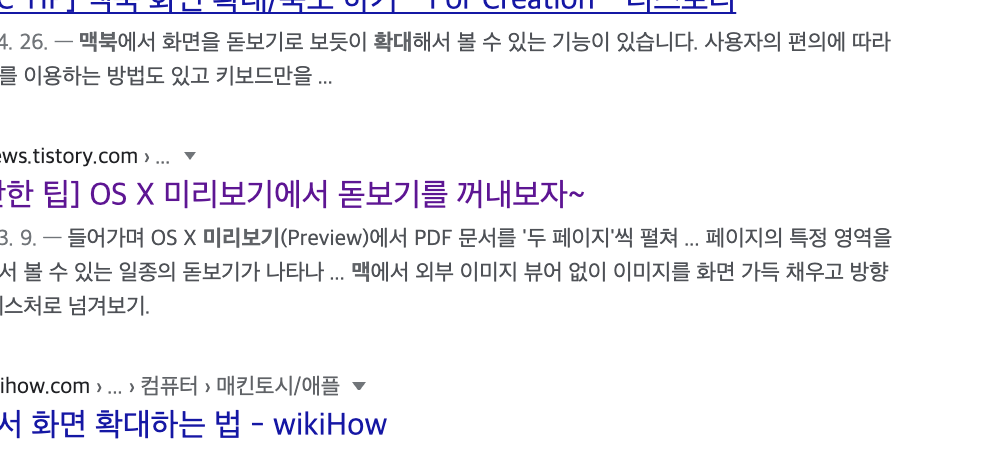 맥북 화면 확대/축소 하기 - For Creation - 티스토리
4. 26. — 맥북에서 화면을 돋보기로 보듯이 확대해서 볼 수 있는 기능이 있습니다. 사용자의 편의에 따라
를 이용하는 방법도 있고 키보드만을 ...
ews.tistory.com › ...
한 팁] OS X 미리보기에서 돋보기를 꺼내보자~
3. 9. — 들어가며 OS X 미리보기(Preview)에서 PDF 문서를 '두 페이지'씩 펼쳐 ... 페이지의 특정 영역을
서 볼 수 있는 일종의 돋보기가 나타나 ... 맥에서 외부 이미지 뷰어 없이 이미지를 화면 가득 채우고 방향
스처로 넘겨보기.
ihow.com › ... › 컴퓨터 › 매킨토시/애플
서 화면 확대하는 법 - wikiHow